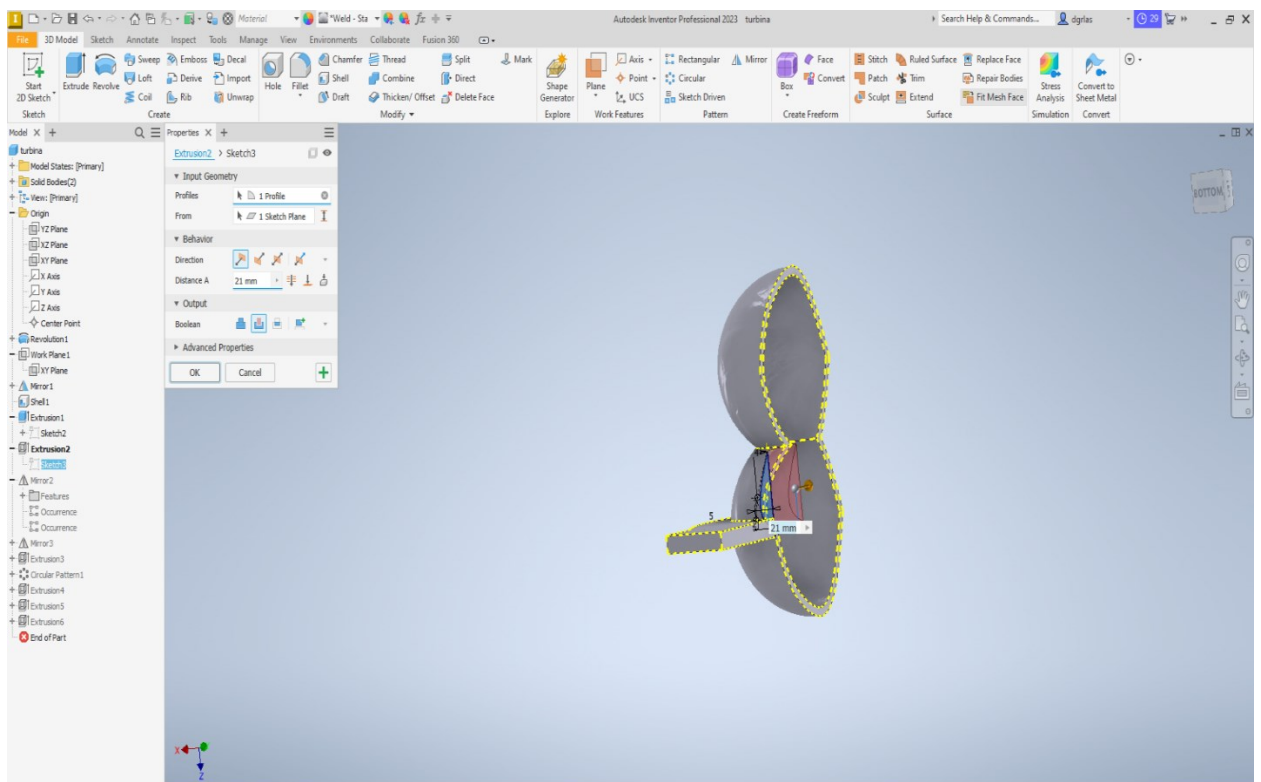 Material
*Weld - Sta
Autodesk Inventor Professional 2023 turbina
Search Help & Commands...
dgrlas
29
File 3D Model Sketch Annotate Inspect Tools Manage View Environments Collaborate Fusion 360
Start 2D Sketch
Extrude Revolve
Sweep Emboss Decal
Loft Derive Import
Coil Rib Unwrap
Hole Fillet
Chamfer Thread Split Mark
Shell Combine Direct
Draft Thicken/ Offset Delete Face
Shape Generator
Plane
Axis
Point
UCS
Rectangular Mirror
Circular
Sketch Driven
Box
Face
Convert
Stitch Ruled Surface Replace Face
Patch Trim Repair Bodies
Sculpt Extend Fit Mesh Face
Stress Analysis
Convert to Sheet Metal
Sketch Create Modify Explore Work Features Pattern Create Freeform Surface Simulation Convert
Model X +
turbina
Model States: [Primary]
Solid Bodies(2)
View: [Primary]
Origin
YZ Plane
XZ Plane
XY Plane
X Axis
Y Axis
Z Axis
Center Point
Revolution1
Work Plane1
XY Plane
Mirror1
Shell1
Extrusion1
Sketch2
Extrusion2
Sketch3
Mirror2
Features
Occurrence
Occurrence
Mirror3
Extrusion3
Circular Pattern1
Extrusion4
Extrusion5
Extrusion6
End of Part
Properties X +
Extrusion2 > Sketch3
Input Geometry
Profiles 1 Profile
From 1 Sketch Plane
Behavior
Direction
Distance A 21 mm
Output
Boolean
Advanced Properties
OK Cancel
BOTTOM
5
21 mm
X
Z